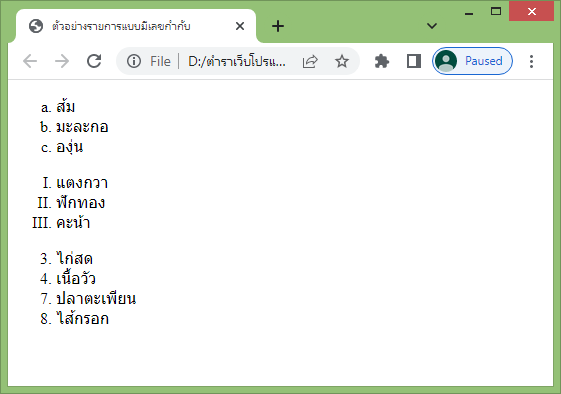 ตัวอย่างรายการแบบมีเลขกำกับ
File D:/ตำราเว็บโปรแ... Paused
a. ส้ม
b. มะละกอ
c. องุ่น
I. แตงกวา
II. ฟักทอง
III. คะน้า
3. ไก่สด
4. เนื้อวัว
7. ปลาตะเพียน
8. ไส้กรอก